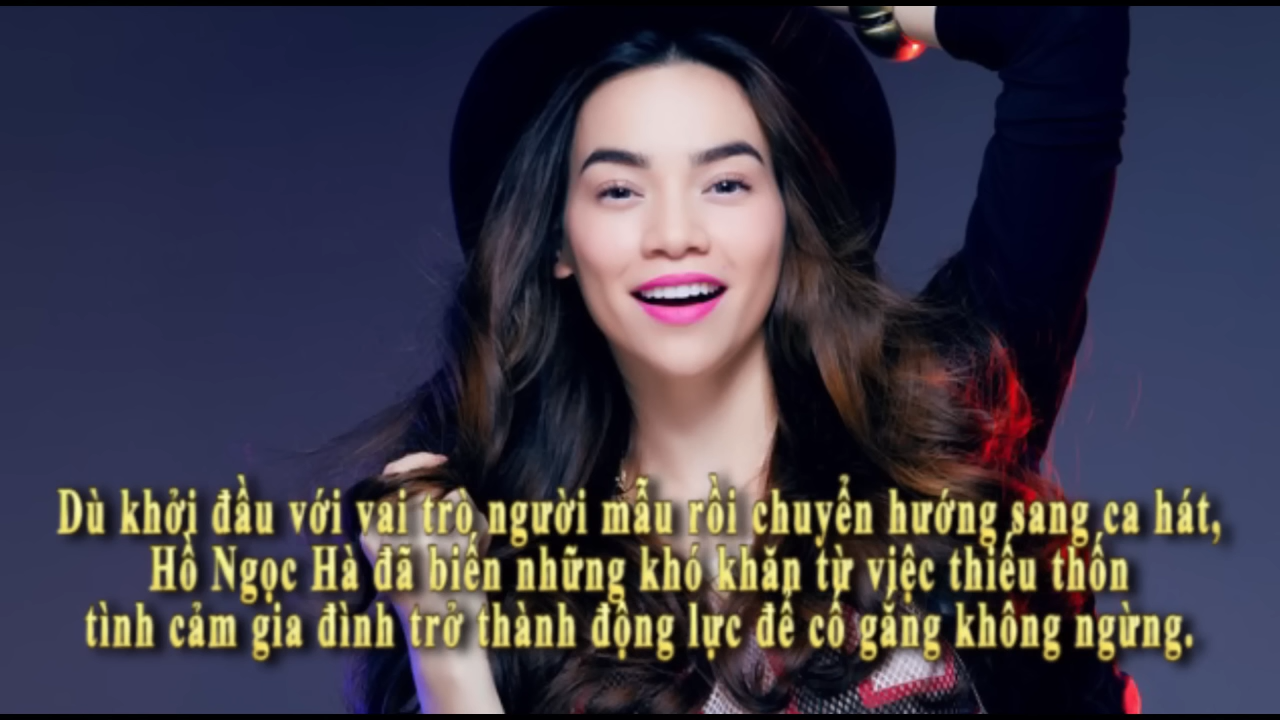 Dù khởi đầu với vai trò người mẫu rồi chuyển hướng sang ca hát,
Hồ Ngọc Hà đã biến những khó khăn từ việc thiếu thốn
tình cảm gia đình trở thành động lực để cố gắng không ngừng.